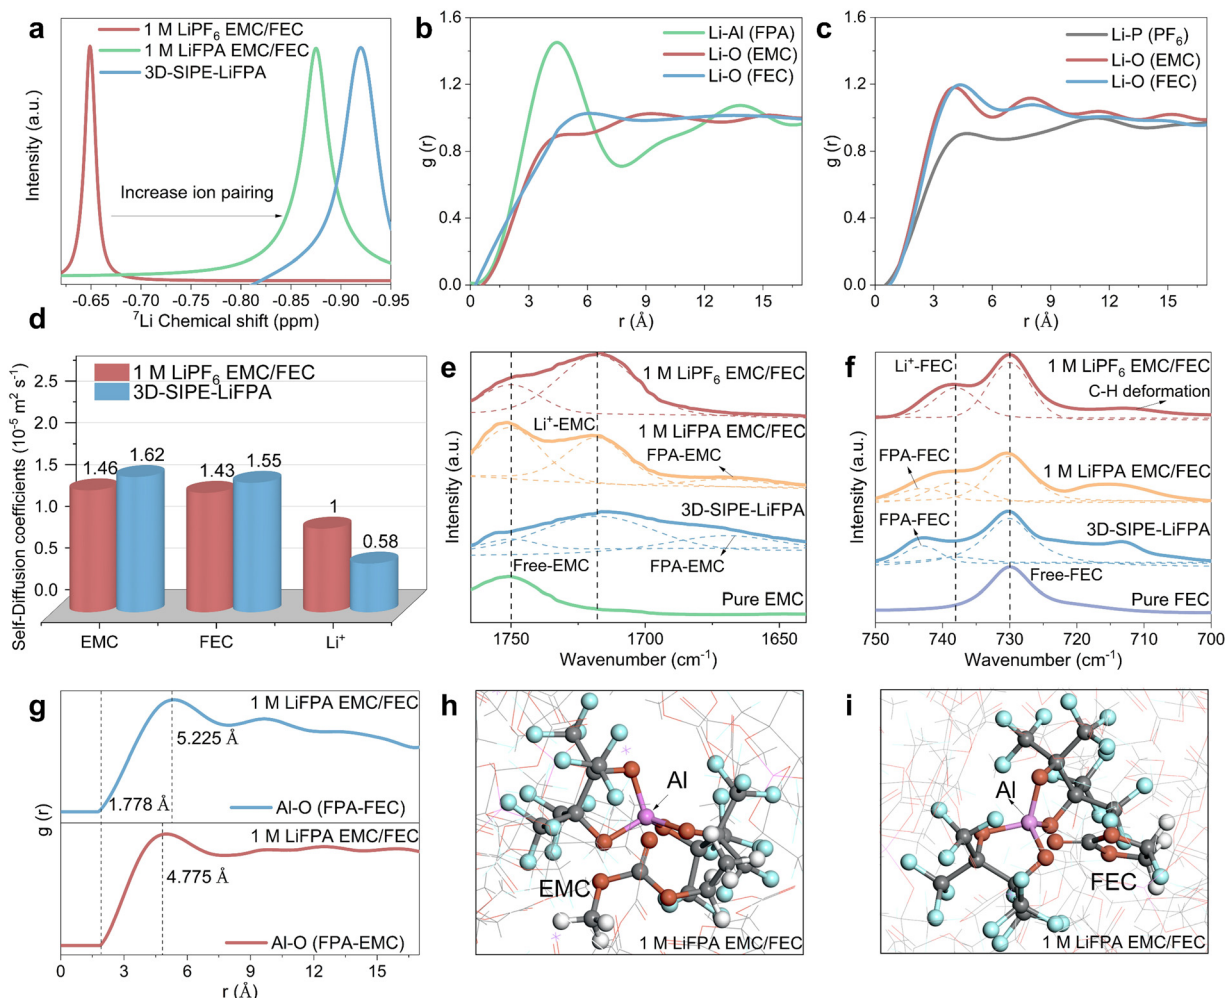 a
1 M LiPF6 EMC/FEC
1 M LiFPA EMC/FEC
3D-SIPE-LiFPA
Increase ion pairing
Intensity (a.u.)
-0.65 -0.70 -0.75 -0.80 -0.85 -0.90 -0.95
7Li Chemical shift (ppm)
b
Li-Al (FPA)
Li-O (EMC)
Li-O (FEC)
g (r)
1.6
1.2
0.8
0.4
0.0
0 3 6 9 12 15
r (Å)
c
Li-P (PF6)
Li-O (EMC)
Li-O (FEC)
g (r)
1.6
1.2
0.8
0.4
0.0
0 3 6 9 12 15
r (Å)
d
1 M LiPF6 EMC/FEC
3D-SIPE-LiFPA
Self-Diffusion coefficients (10-5 m2 s-1)
2.5
2.0
1.5
1.0
0.5
0.0
1.46 1.62 1.43 1.55 1 0.58
EMC FEC Li+
e
1 M LiPF6 EMC/FEC
Li+-EMC
1 M LiFPA EMC/FEC
FPA-EMC
3D-SIPE-LiFPA
Free-EMC
FPA-EMC
Pure EMC
Intensity (a.u.)
1750 1700 1650
Wavenumber (cm-1)
f
Li+-FEC
1 M LiPF6 EMC/FEC
C-H deformation
FPA-FEC
1 M LiFPA EMC/FEC
FPA-FEC
3D-SIPE-LiFPA
Free-FEC
Pure FEC
Intensity (a.u.)
750 740 730 720 710 700
Wavenumber (cm-1)
g
1 M LiFPA EMC/FEC
5.225 Å
1.778 Å
Al-O (FPA-FEC)
1 M LiFPA EMC/FEC
4.775 Å
Al-O (FPA-EMC)
g (r)
0 3 6 9 12 15
r (Å)
h
Al
EMC
1 M LiFPA EMC/FEC
i
Al
FEC
1 M LiFPA EMC/FEC